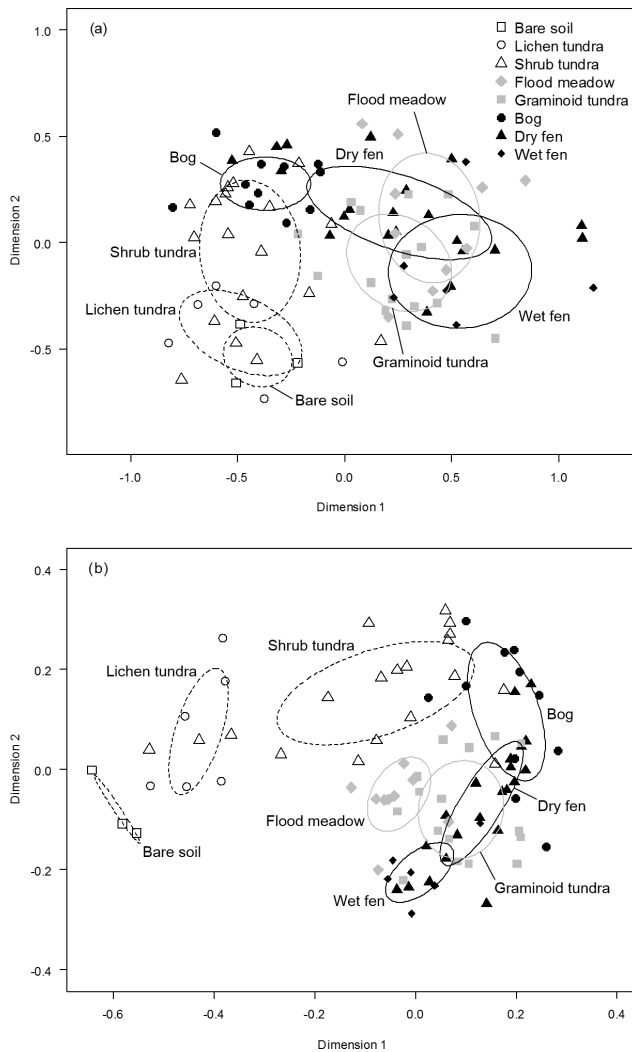 (a)
Bare soil
Lichen tundra
Shrub tundra
Flood meadow
Graminoid tundra
Bog
Dry fen
Wet fen
Flood meadow
Bog
Dry fen
Shrub tundra
Lichen tundra
Wet fen
Graminoid tundra
Bare soil
1.0
0.5
0.0
-0.5
Dimension 2
-1.0
-0.5
0.0
0.5
1.0
Dimension 1
(b)
Shrub tundra
Lichen tundra
Bog
Dry fen
Flood meadow
Bare soil
Graminoid tundra
Wet fen
0.4
0.2
0.0
-0.2
-0.4
Dimension 2
-0.6
-0.4
-0.2
0.0
0.2
0.4
Dimension 1